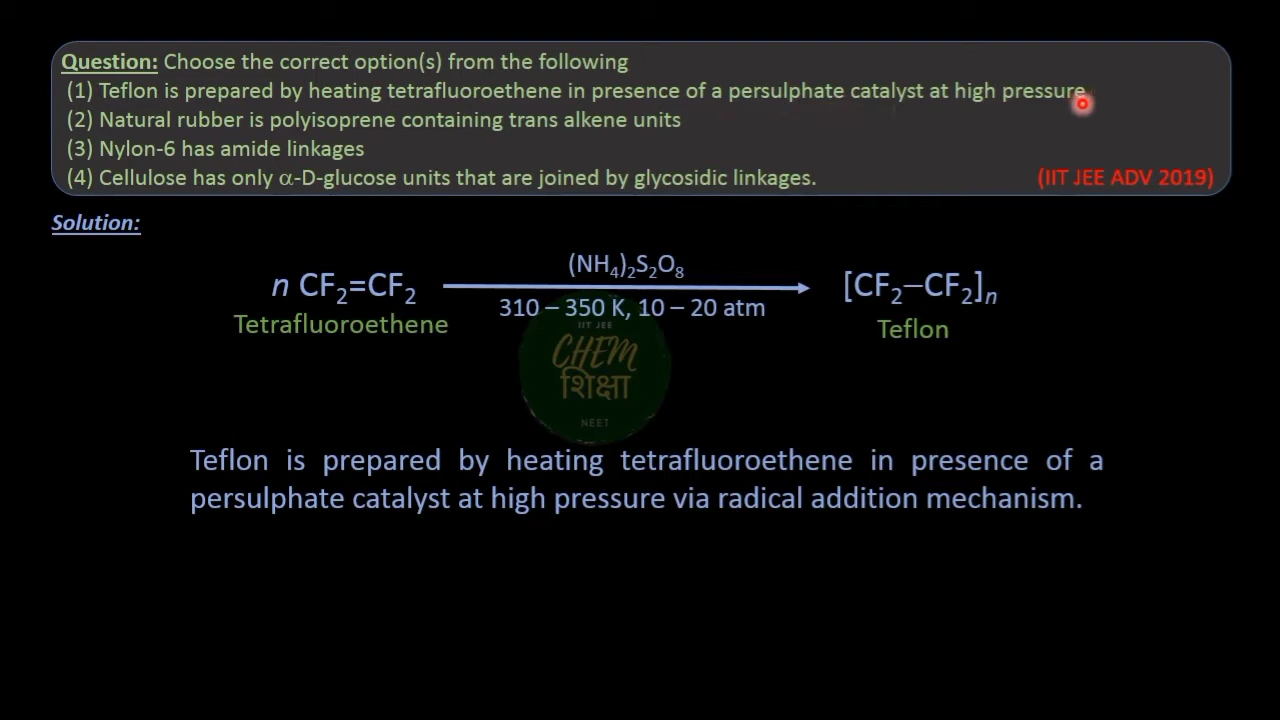 Question: Choose the correct option(s) from the following
(1) Teflon is prepared by heating tetrafluoroethene in presence of a persulphate catalyst at high pressure
(2) Natural rubber is polyisoprene containing trans alkene units
(3) Nylon-6 has amide linkages
(4) Cellulose has only α-D-glucose units that are joined by glycosidic linkages. (IIT JEE ADV 2019)
Solution:
(NH₄)₂S₂O₈
n CF₂=CF₂ [CF₂−CF₂]ₙ
310 – 350 K, 10 – 20 atm
Tetrafluoroethene Teflon
IIT JEE
CHEM
शिक्षा
NEET
Teflon is prepared by heating tetrafluoroethene in presence of a
persulphate catalyst at high pressure via radical addition mechanism.